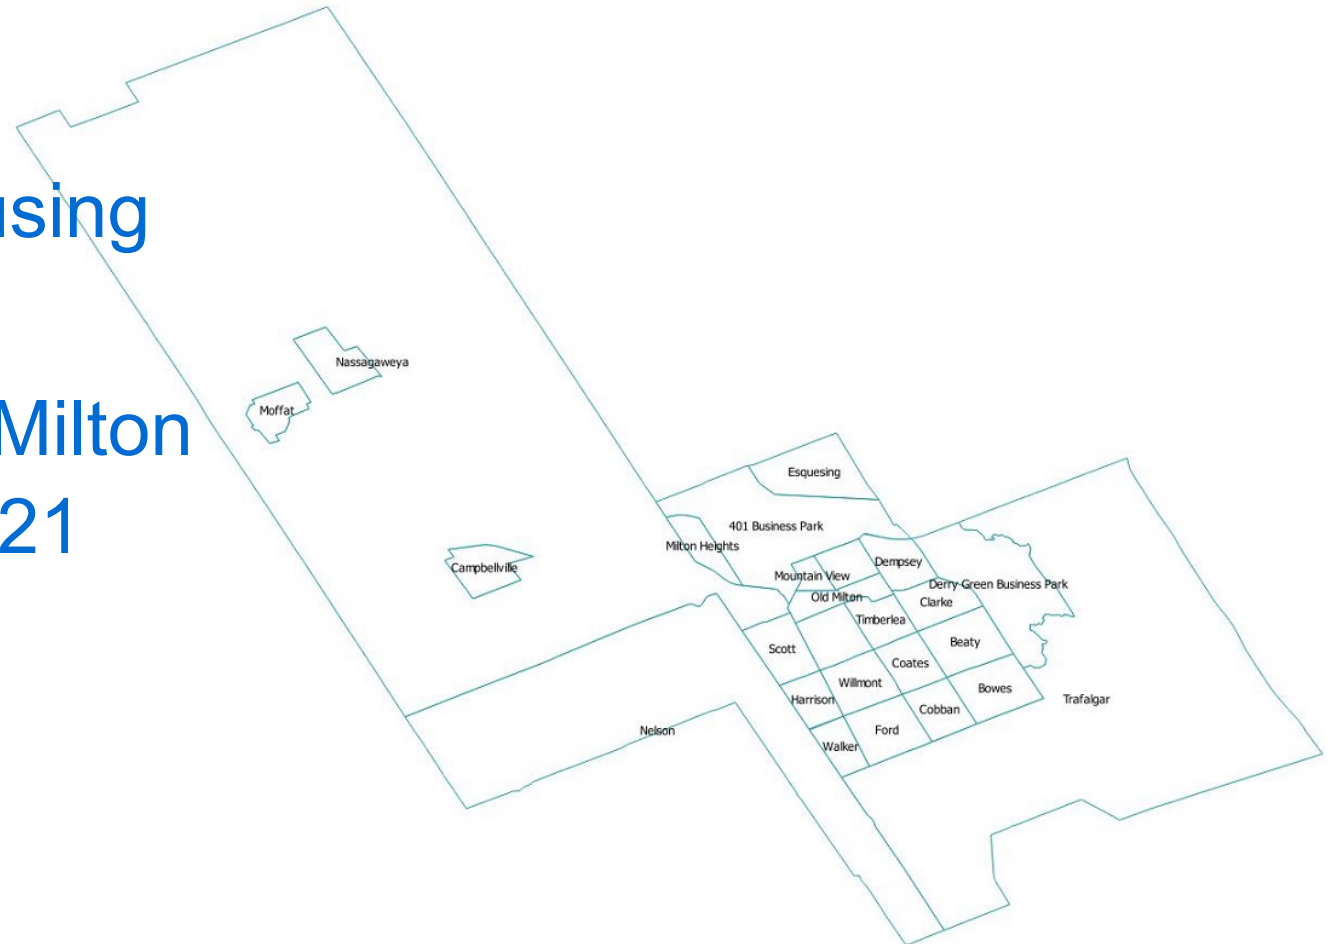 using
Milton
21
Nassagaweya
Moffat
Campbellville
Esquesing
401 Business Park
Milton Heights
Mountain View
Dempsey
Derry Green Business Park
Old Milton
Clarke
Timberlea
Scott
Beaty
Coates
Willmont
Harrison
Bowes
Trafalgar
Cobban
Nelson
Ford
Walker